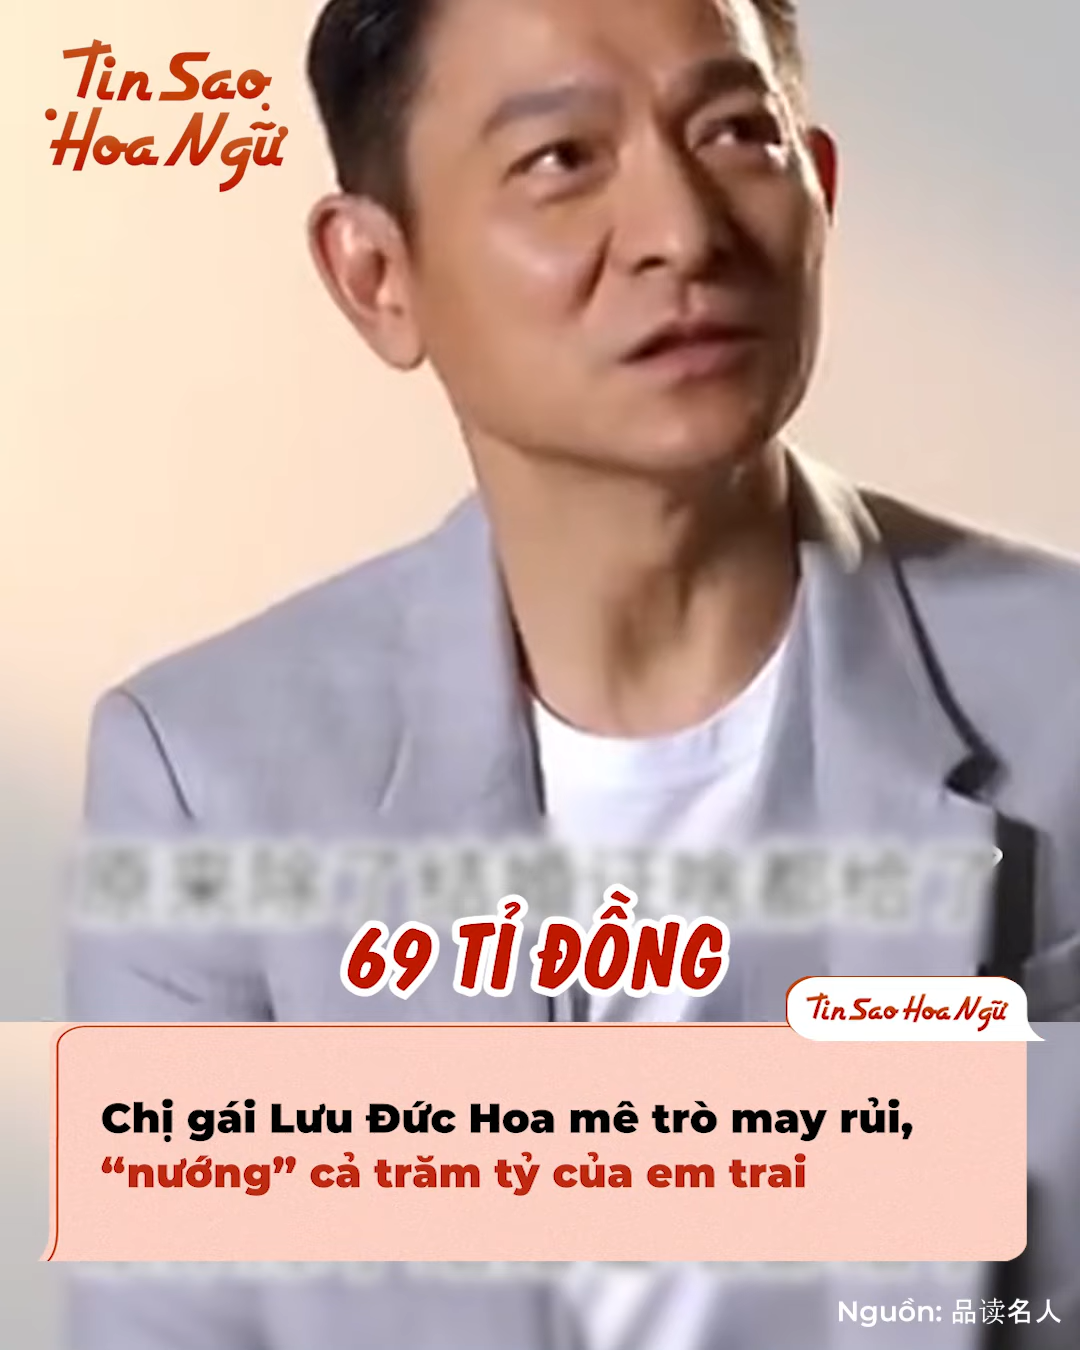 Tin Sao
Hoa Ngữ
69 TỈ ĐỒNG
Tin Sao Hoa Ngữ
Chị gái Lưu Đức Hoa mê trò may rủi,
“nướng” cả trăm tỷ của em trai
Nguồn: 品读名人